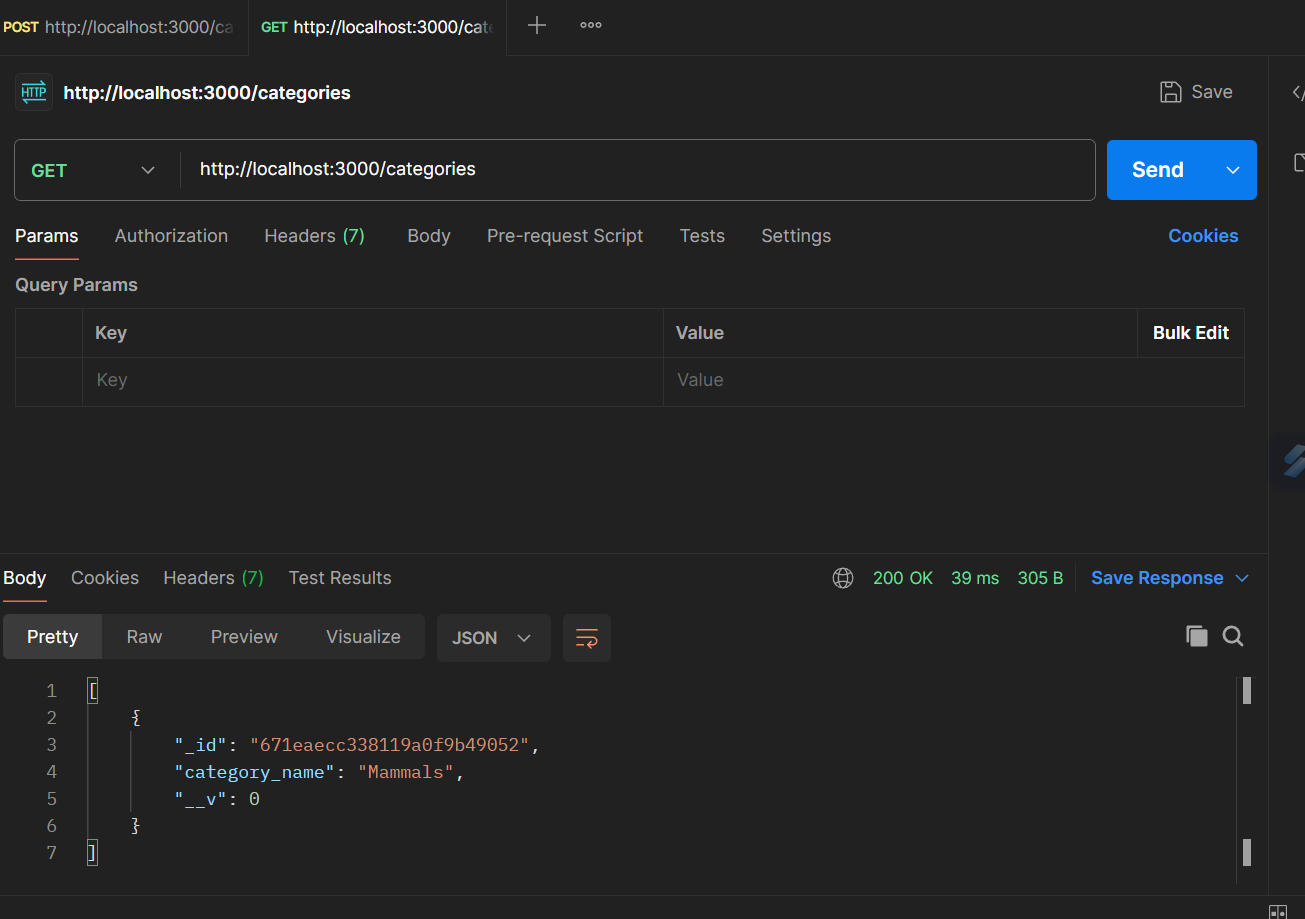 POST http://localhost:3000/ca
GET http://localhost:3000/cate
HTTP http://localhost:3000/categories Save
GET http://localhost:3000/categories Send
Params Authorization Headers (7) Body Pre-request Script Tests Settings Cookies
Query Params
Key Value Bulk Edit
Key Value
Body Cookies Headers (7) Test Results 200 OK 39 ms 305 B Save Response
Pretty Raw Preview Visualize JSON
1 [
2 {
3 "_id": "671eaecc338119a0f9b49052",
4 "category_name": "Mammals",
5 "__v": 0
6 }
7 ]